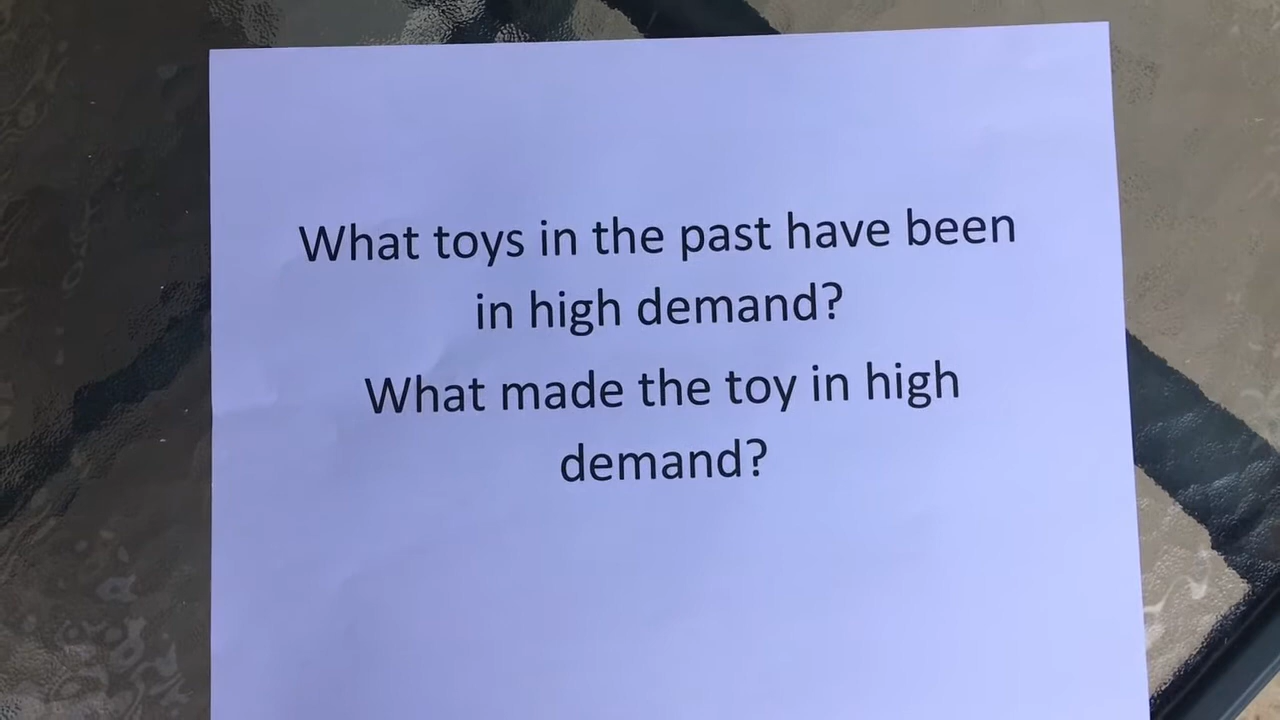 What toys in the past have been
in high demand?
What made the toy in high
demand?